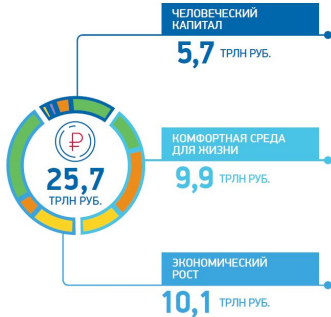 ЧЕЛОВЕЧЕСКИЙ
КАПИТАЛ
5,7 ТРЛН РУБ.
₽
25,7
ТРЛН РУБ.
КОМФОРТНАЯ СРЕДА
ДЛЯ ЖИЗНИ
9,9 ТРЛН РУБ.
ЭКОНОМИЧЕСКИЙ
РОСТ
10,1 ТРЛН РУБ.